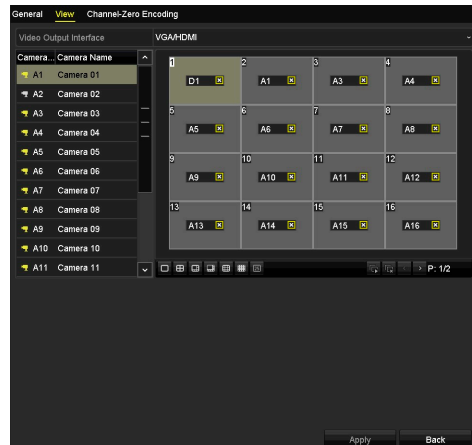 General View Channel-Zero Encoding
Video Output Interface VGA/HDMI
Camera... Camera Name
A1 Camera 01
A2 Camera 02
A3 Camera 03
A4 Camera 04
A5 Camera 05
A6 Camera 06
A7 Camera 07
A8 Camera 08
A9 Camera 09
A10 Camera 10
A11 Camera 11
1 2 3 4
D1 A1 A3 A4
5 6 7 8
A5 A6 A7 A8
9 10 11 12
A9 A10 A11 A12
13 14 15 16
A13 A14 A15 A16
P: 1/2
Apply Back